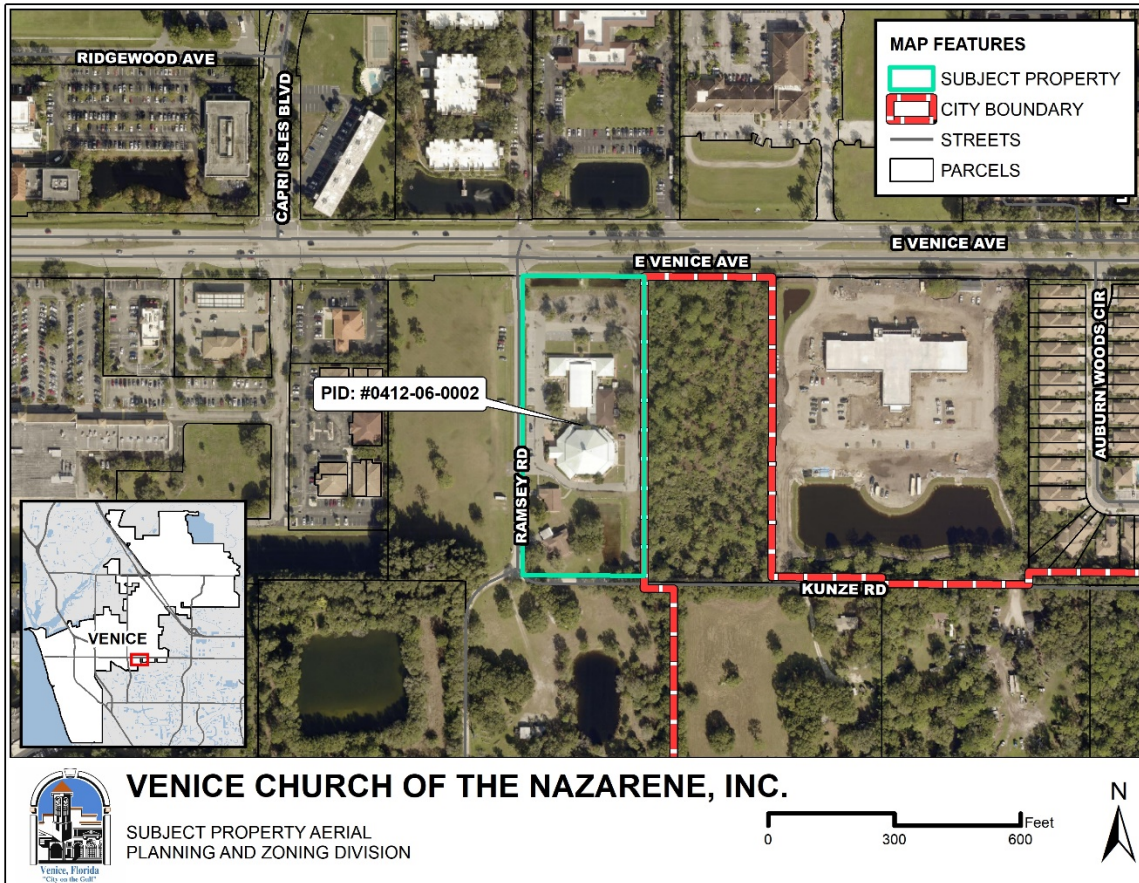 RIDGEWOOD AVE
CAPRI ISLES BLVD
MAP FEATURES
SUBJECT PROPERTY
CITY BOUNDARY
STREETS
PARCELS
E VENICE AVE
E VENICE AVE
PID: #0412-06-0002
RAMSEY RD
AUBURN WOODS CIR
KUNZE RD
VENICE
VENICE CHURCH OF THE NAZARENE, INC.
SUBJECT PROPERTY AERIAL
PLANNING AND ZONING DIVISION
Venice, Florida
"City on the Gulf"
0 300 600
Feet
N